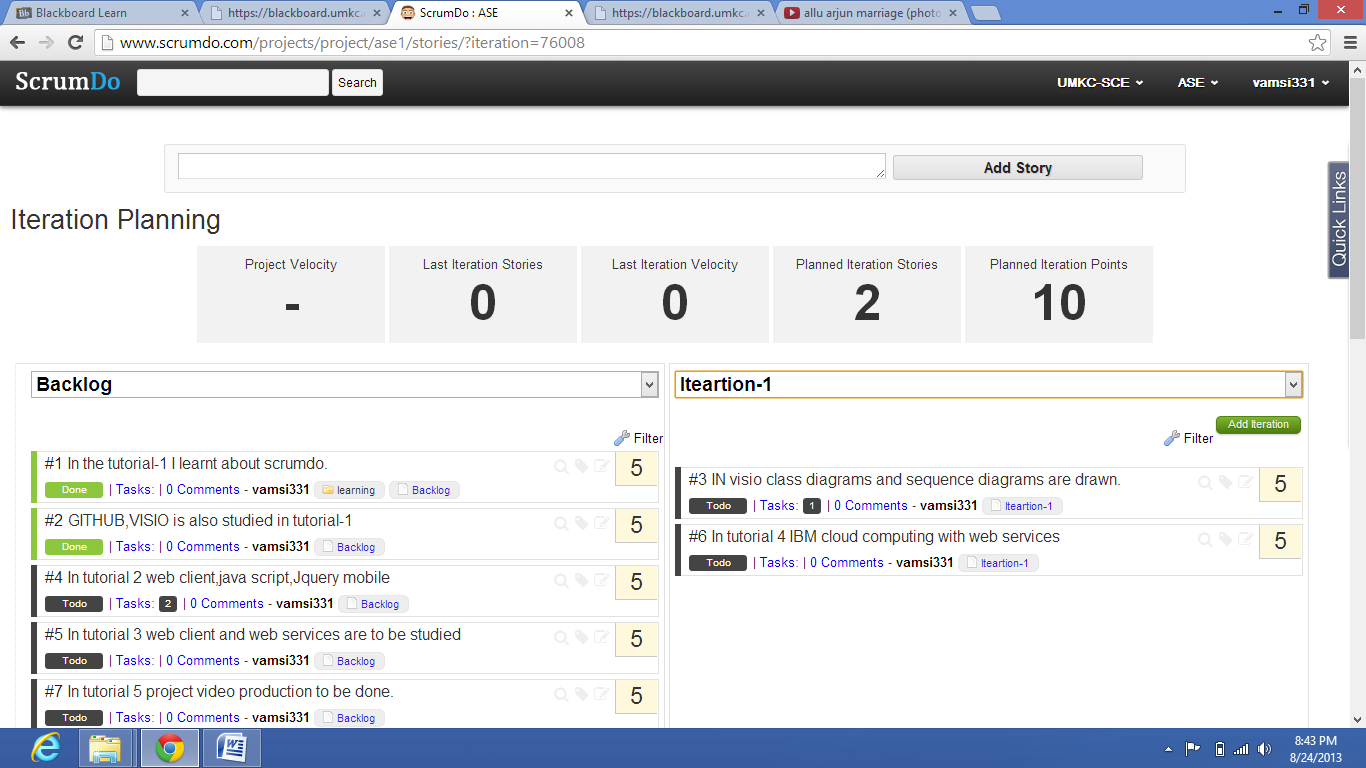 Blackboard Learn
https://blackboard.umkc.
ScrumDo : ASE
https://blackboard.umkc.
allu arjun marriage (photo
www.scrumdo.com/projects/project/ase1/stories/?iteration=76008
ScrumDo
Search
UMKC-SCE
ASE
vamsi331
Add Story
Quick Links
Iteration Planning
Project Velocity
-
Last Iteration Stories
0
Last Iteration Velocity
0
Planned Iteration Stories
2
Planned Iteration Points
10
Backlog
Filter
#1 In the tutorial-1 I learnt about scrumdo.
5
Done | Tasks: | 0 Comments - vamsi331 learning Backlog
#2 GITHUB,VISIO is also studied in tutorial-1
5
Done | Tasks: | 0 Comments - vamsi331 Backlog
#4 In tutorial 2 web client,java script,Jquery mobile
5
Todo | Tasks: 2 | 0 Comments - vamsi331 Backlog
#5 In tutorial 3 web client and web services are to be studied
5
Todo | Tasks: | 0 Comments - vamsi331 Backlog
#7 In tutorial 5 project video production to be done.
5
Todo | Tasks: | 0 Comments - vamsi331 Backlog
Iteartion-1
Add Iteration
Filter
#3 IN visio class diagrams and sequence diagrams are drawn.
5
Todo | Tasks: 1 | 0 Comments - vamsi331 Iteartion-1
#6 In tutorial 4 IBM cloud computing with web services
5
Todo | Tasks: | 0 Comments - vamsi331 Iteartion-1
8:43 PM
8/24/2013